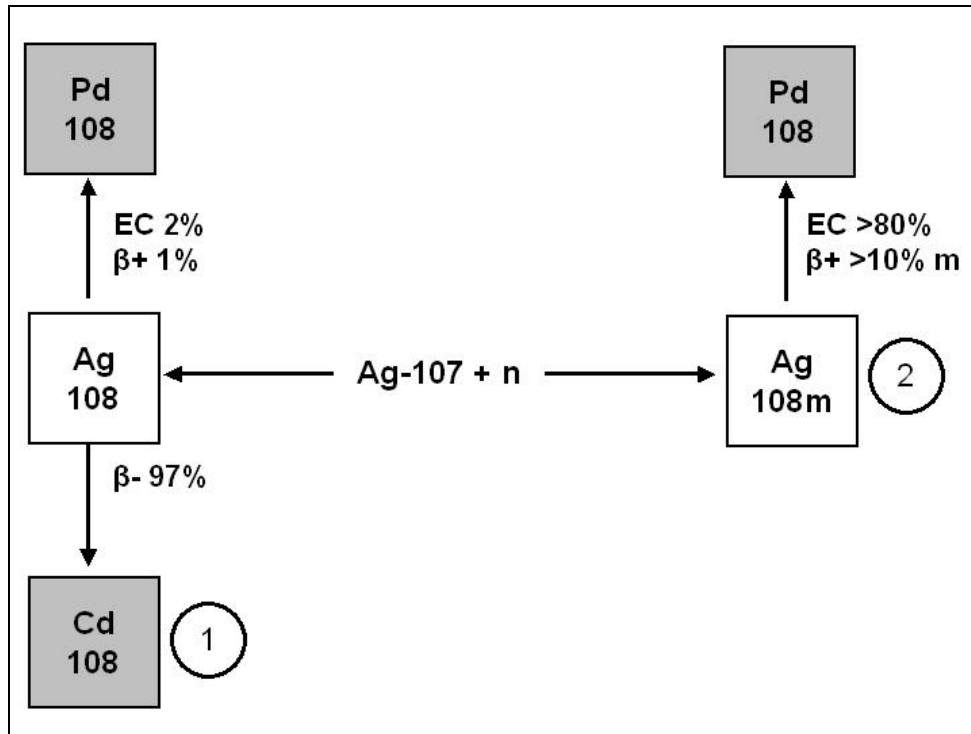 Pd
108
Pd
108
EC 2%
β+ 1%
EC >80%
β+ >10% m
Ag
108
Ag-107 + n
Ag
108m
2
β- 97%
Cd
108
1